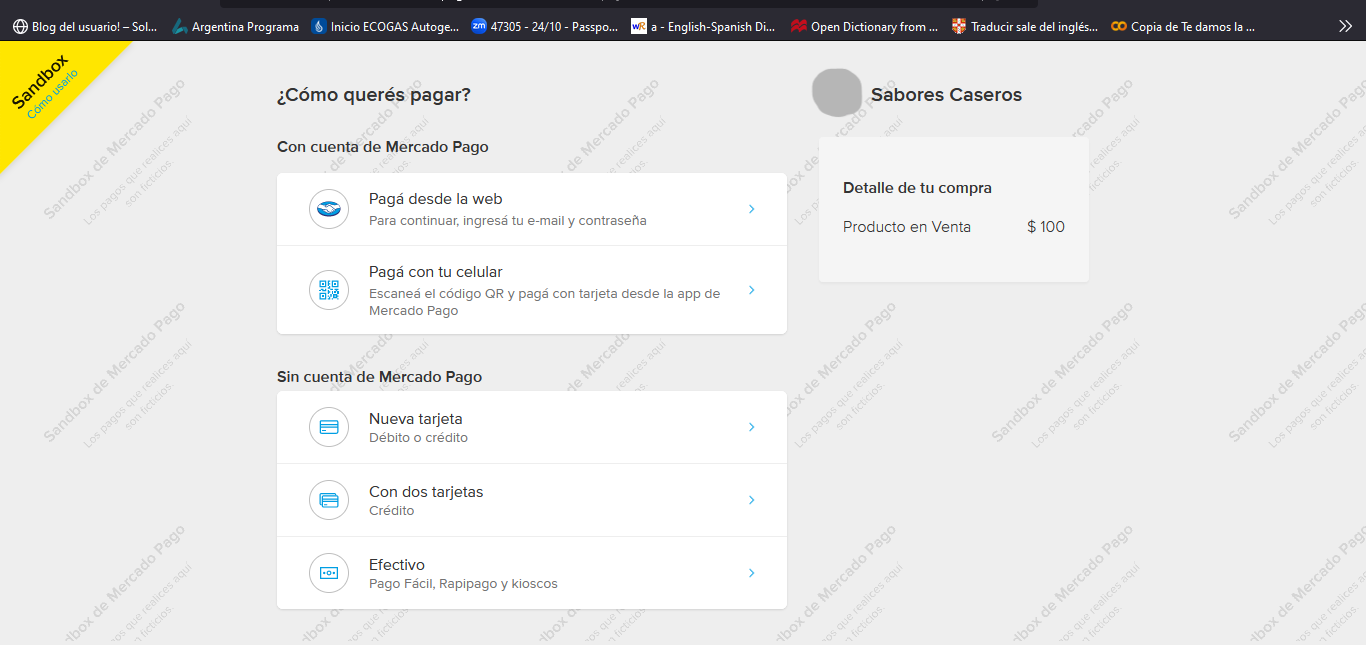 Blog del usuario! – Sol...
Argentina Programa
Inicio ECOGAS Autoge...
zm
47305 - 24/10 - Passpo...
wR
a - English-Spanish Di...
Open Dictionary from ...
Traducir sale del inglés...
Copia de Te damos la ...
Sandbox
Cómo usarlo
¿Cómo querés pagar?
Con cuenta de Mercado Pago
Pagá desde la web
Para continuar, ingresá tu e-mail y contraseña
Pagá con tu celular
Escaneá el código QR y pagá con tarjeta desde la app de
Mercado Pago
Sin cuenta de Mercado Pago
Nueva tarjeta
Débito o crédito
Con dos tarjetas
Crédito
Efectivo
Pago Fácil, Rapipago y kioscos
Sabores Caseros
Detalle de tu compra
Producto en Venta
$ 100
Sandbox de Mercado Pago
Los pagos que realices aquí
son ficticios.